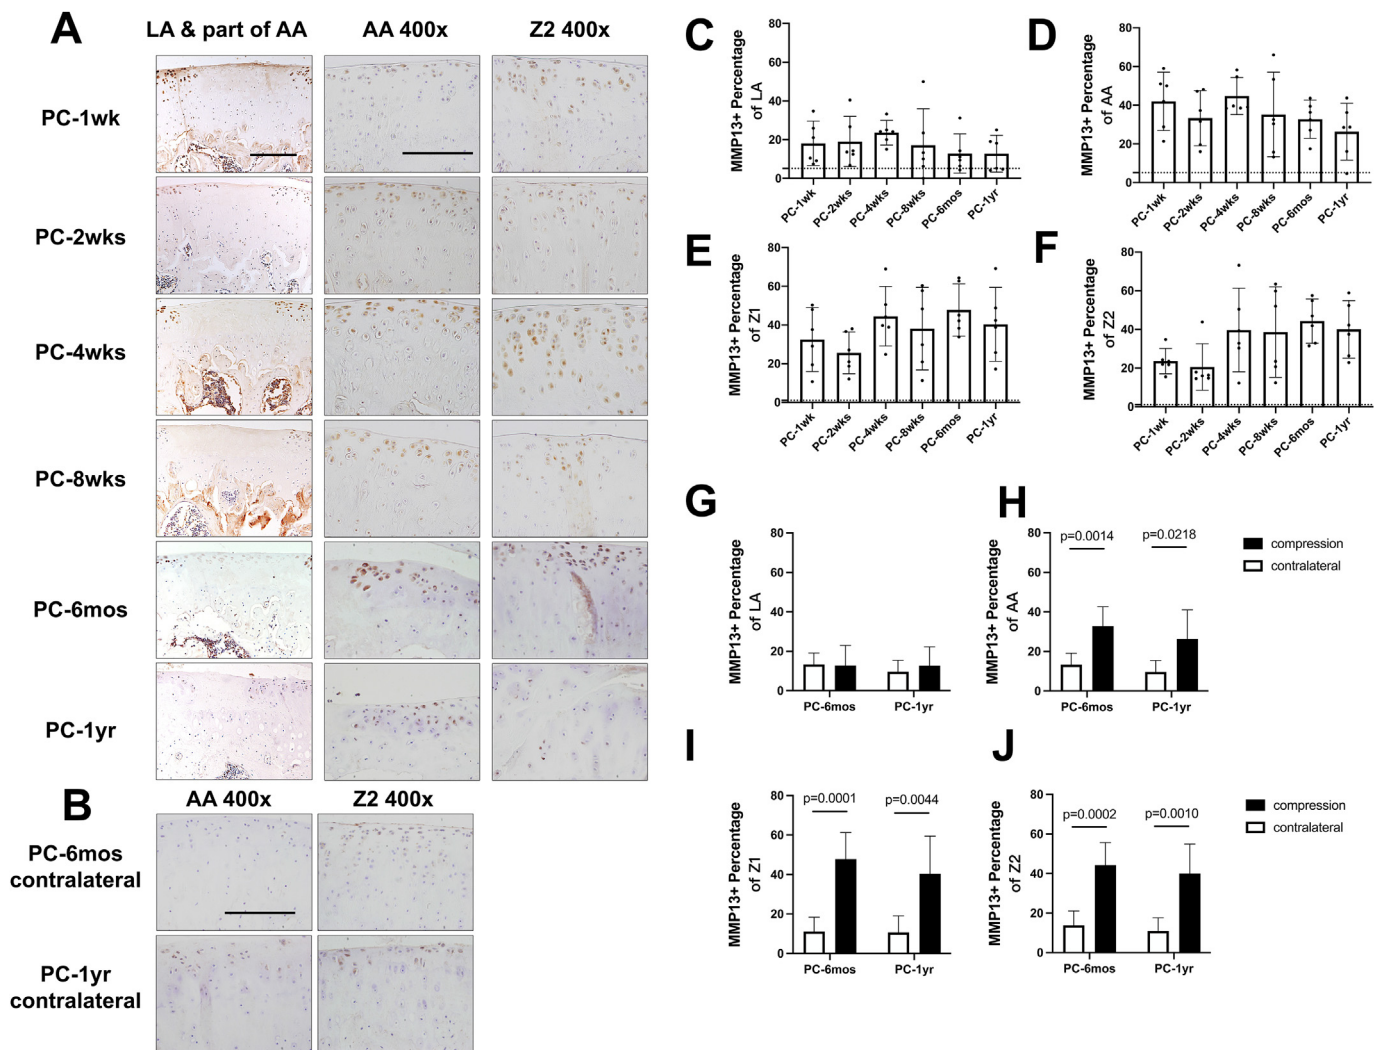 A
LA & part of AA
AA 400x
Z2 400x
PC-1wk
PC-2wks
PC-4wks
PC-8wks
PC-6mos
PC-1yr
B
AA 400x
Z2 400x
PC-6mos
contralateral
PC-1yr
contralateral
C
MMP13+ Percentage
of LA
80
60
40
20
0
PC-1wk
PC-2wks
PC-4wks
PC-8wks
PC-6mos
PC-1yr
D
MMP13+ Percentage
of AA
80
60
40
20
0
PC-1wk
PC-2wks
PC-4wks
PC-8wks
PC-6mos
PC-1yr
E
MMP13+ Percentage
of Z1
80
60
40
20
0
PC-1wk
PC-2wks
PC-4wks
PC-8wks
PC-6mos
PC-1yr
F
MMP13+ Percentage
of Z2
80
60
40
20
0
PC-1wk
PC-2wks
PC-4wks
PC-8wks
PC-6mos
PC-1yr
G
MMP13+ Percentage
of LA
80
60
40
20
0
PC-6mos
PC-1yr
H
MMP13+ Percentage
of AA
80
60
40
20
0
p=0.0014
p=0.0218
PC-6mos
PC-1yr
compression
contralateral
I
MMP13+ Percentage
of Z1
80
60
40
20
0
p=0.0001
p=0.0044
PC-6mos
PC-1yr
J
MMP13+ Percentage
of Z2
80
60
40
20
0
p=0.0002
p=0.0010
PC-6mos
PC-1yr
compression
contralateral